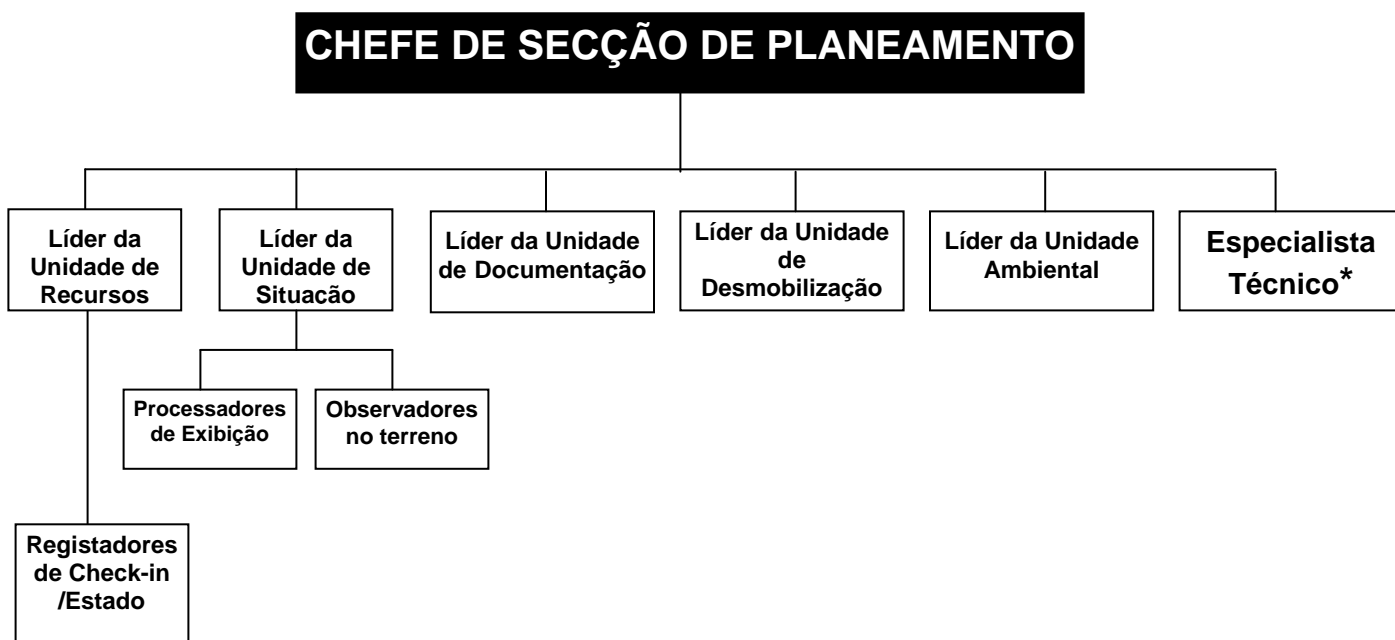 CHEFE DE SECÇÃO DE PLANEAMENTO
Líder da
Unidade de
Recursos
Líder da
Unidade de
Situacão
Líder da Unidade
de Documentação
Líder da Unidade
de
Desmobilização
Líder da Unidade
Ambiental
Especialista
Técnico*
Processadores
de Exibição
Observadores
no terreno
Registadores
de Check-in
/Estado